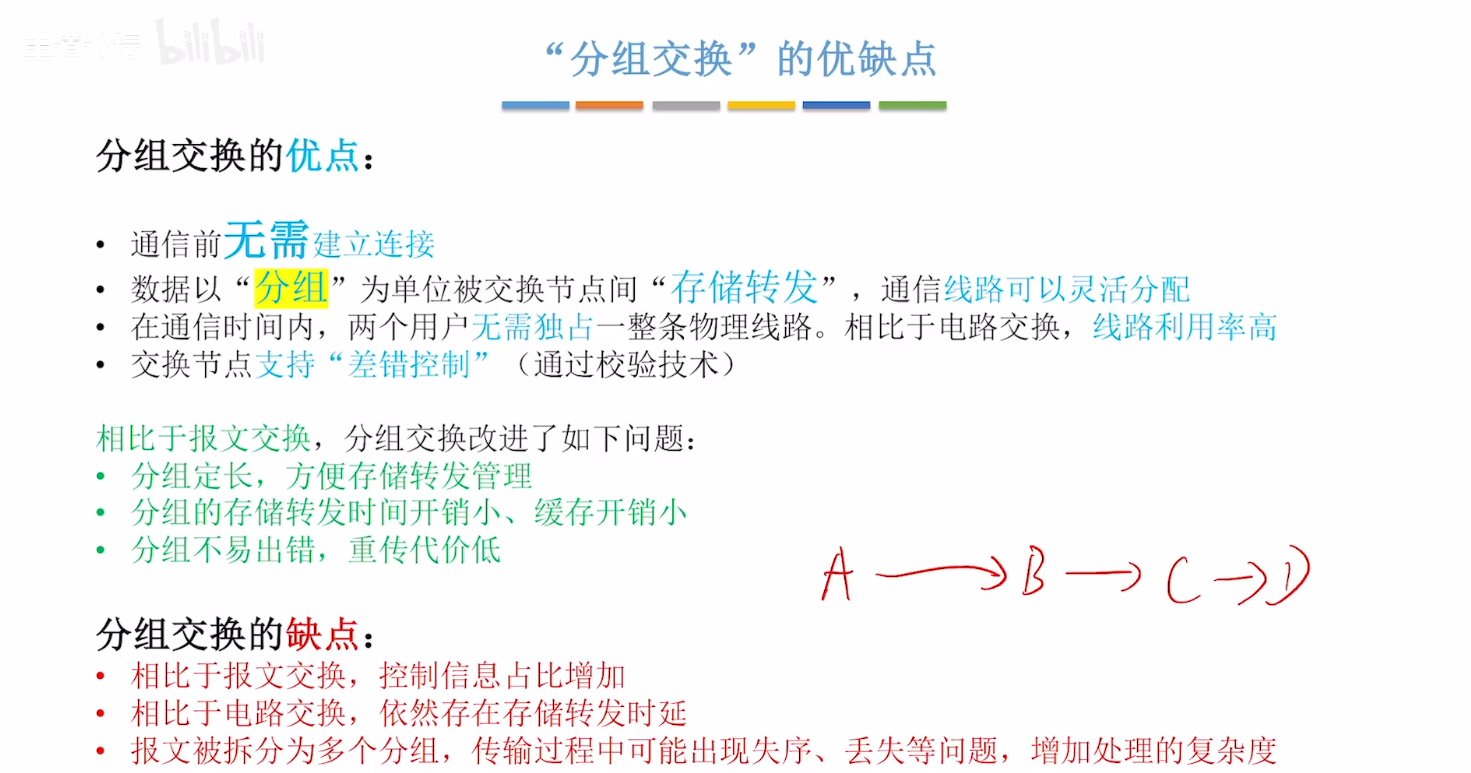 bilibili
“分组交换”的优缺点
分组交换的优点：
• 通信前无需建立连接
• 数据以“分组”为单位被交换节点间“存储转发”，通信线路可以灵活分配
• 在通信时间内，两个用户无需独占一整条物理线路。相比于电路交换，线路利用率高
• 交换节点支持“差错控制”（通过校验技术）
相比于报文交换，分组交换改进了如下问题：
• 分组定长，方便存储转发管理
• 分组的存储转发时间开销小、缓存开销小
• 分组不易出错，重传代价低
A → B → C → D
分组交换的缺点：
• 相比于报文交换，控制信息占比增加
• 相比于电路交换，依然存在存储转发时延
• 报文被拆分为多个分组，传输过程中可能出现失序、丢失等问题，增加处理的复杂度